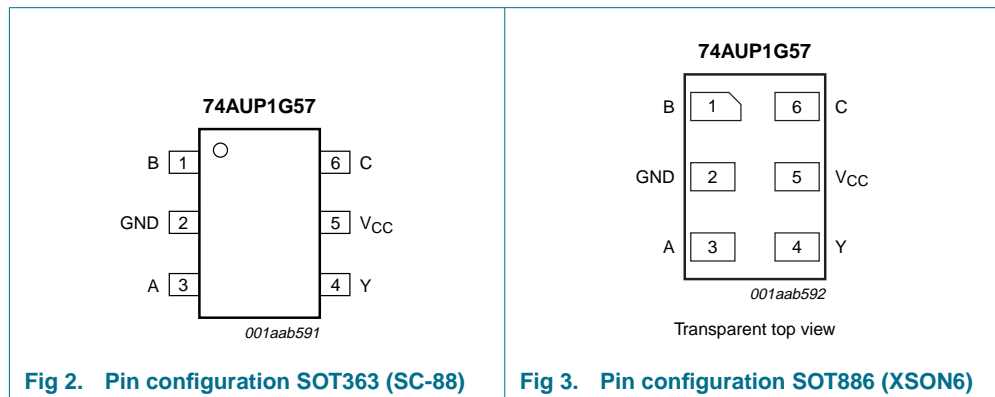 74AUP1G57
B 1 6 C
GND 2 5 VCC
A 3 4 Y
001aab591
Fig 2. Pin configuration SOT363 (SC-88)
74AUP1G57
B 1 6 C
GND 2 5 VCC
A 3 4 Y
001aab592
Transparent top view
Fig 3. Pin configuration SOT886 (XSON6)